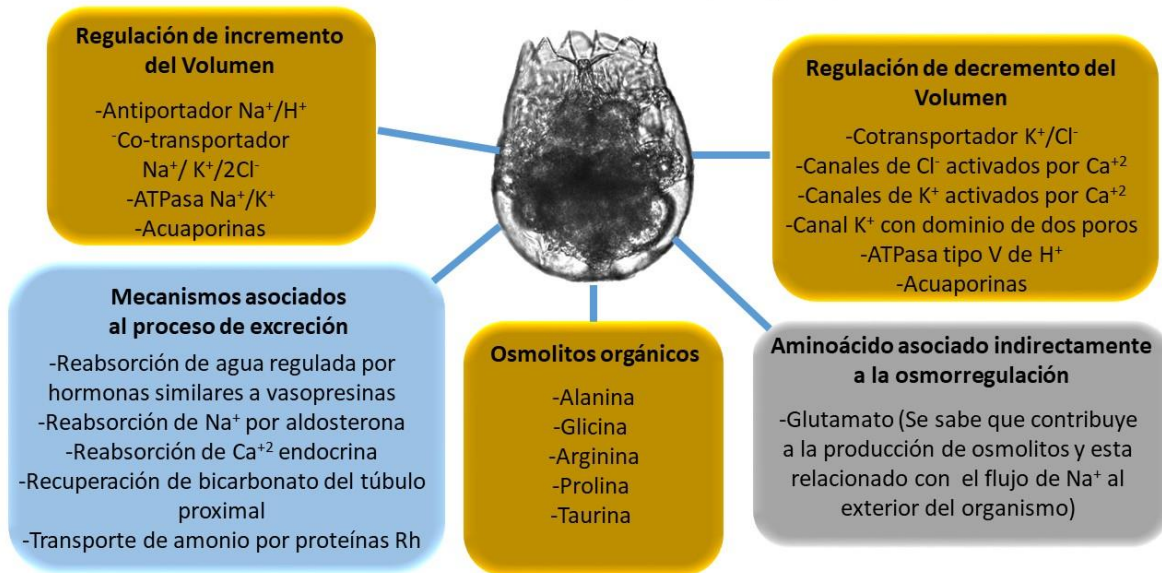 Regulación de incremento
del Volumen
-Antiportador Na⁺/H⁺
⁻Co-transportador
Na⁺/ K⁺/2Cl⁻
-ATPasa Na⁺/K⁺
-Acuaporinas
Regulación de decremento del
Volumen
-Cotransportador K⁺/Cl⁻
-Canales de Cl⁻ activados por Ca⁺²
-Canales de K⁺ activados por Ca⁺²
-Canal K⁺ con dominio de dos poros
-ATPasa tipo V de H⁺
-Acuaporinas
Mecanismos asociados
al proceso de excreción
-Reabsorción de agua regulada por
hormonas similares a vasopresinas
-Reabsorción de Na⁺ por aldosterona
-Reabsorción de Ca⁺² endocrina
-Recuperación de bicarbonato del túbulo
proximal
-Transporte de amonio por proteínas Rh
Osmolitos orgánicos
-Alanina
-Glicina
-Arginina
-Prolina
-Taurina
Aminoácido asociado indirectamente
a la osmorregulación
-Glutamato (Se sabe que contribuye
a la producción de osmolitos y esta
relacionado con el flujo de Na⁺ al
exterior del organismo)